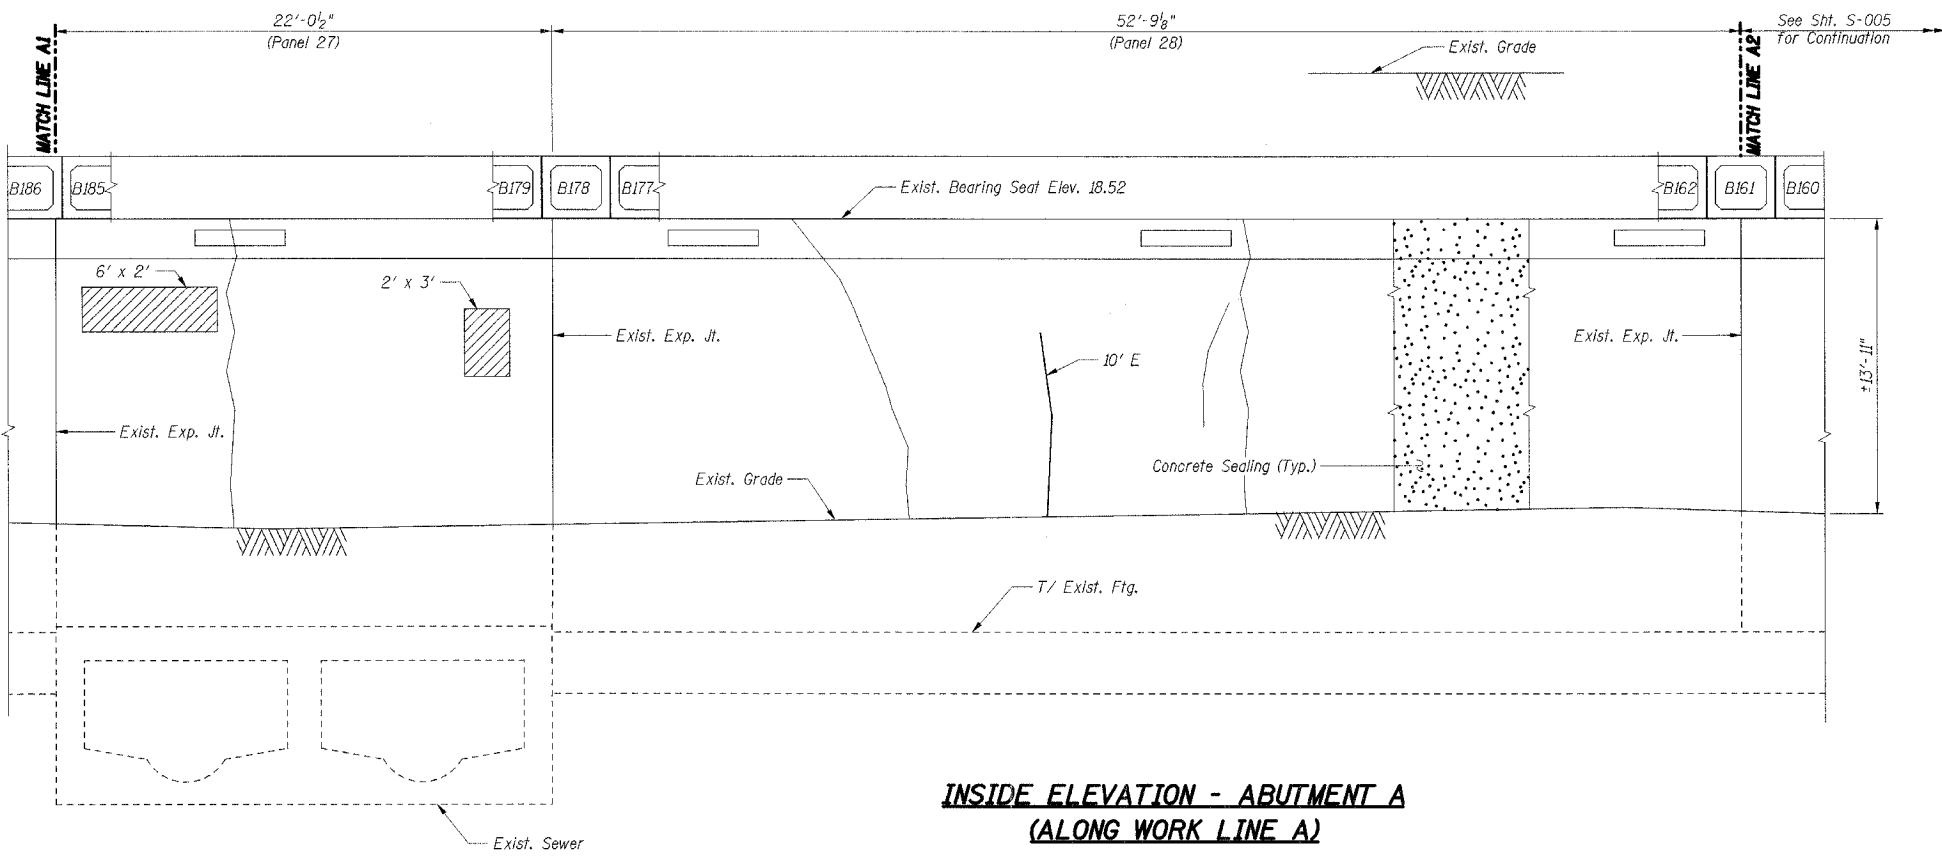 22'-0½"
(Panel 27)
52'-9⅛"
(Panel 28)
See Sht. S-005
for Continuation
MATCH LINE A1
MATCH LINE A2
Exist. Grade
B186
B185
B179
B178
B177
B162
B161
B160
Exist. Bearing Seat Elev. 18.52
6' x 2'
2' x 3'
Exist. Exp. Jt.
Exist. Exp. Jt.
10' E
Exist. Exp. Jt.
±13'-11"
Exist. Grade
Concrete Sealing (Typ.)
T/ Exist. Ftg.
Exist. Sewer
INSIDE ELEVATION - ABUTMENT A
(ALONG WORK LINE A)